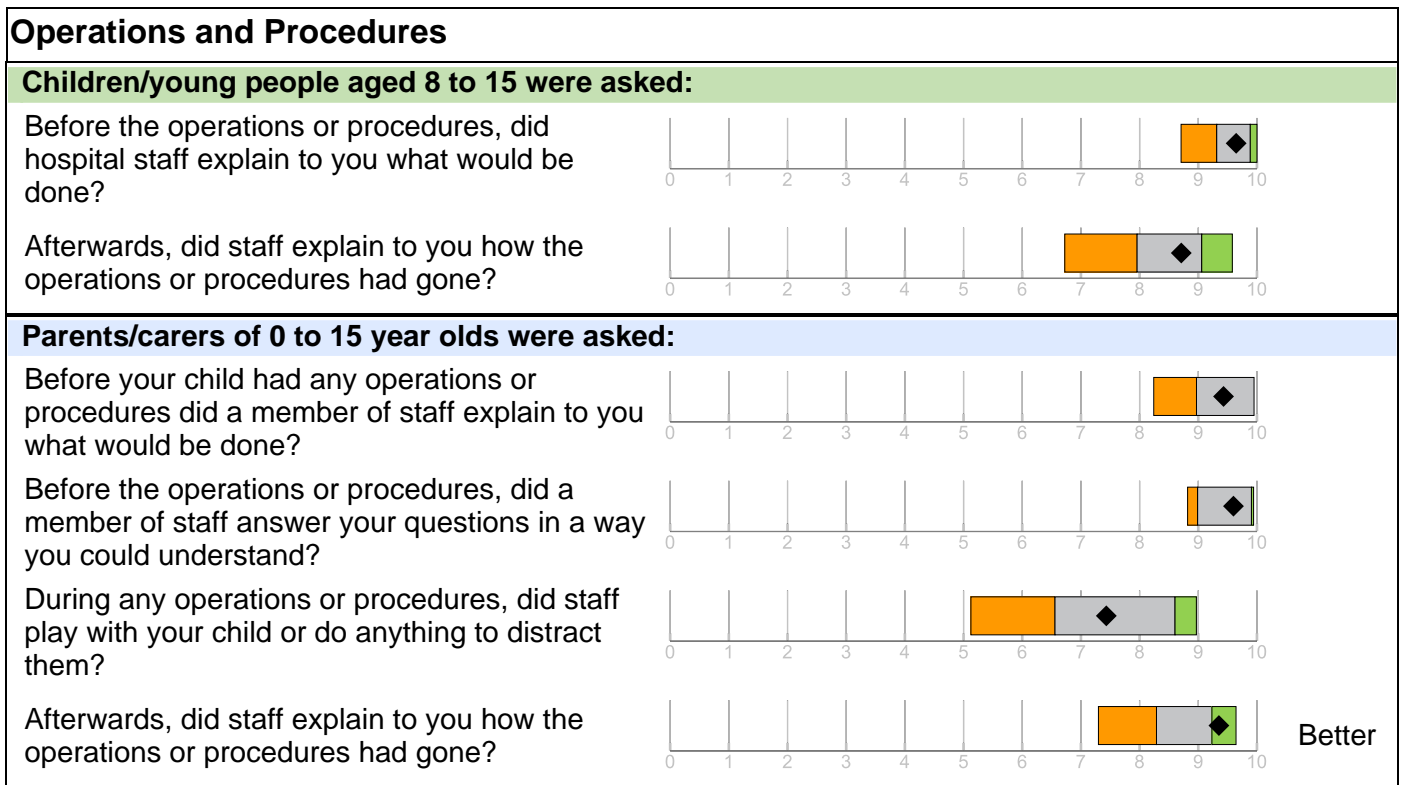 Operations and Procedures
Children/young people aged 8 to 15 were asked:
Before the operations or procedures, did
hospital staff explain to you what would be
done?
0 1 2 3 4 5 6 7 8 9 10
Afterwards, did staff explain to you how the
operations or procedures had gone?
0 1 2 3 4 5 6 7 8 9 10
Parents/carers of 0 to 15 year olds were asked:
Before your child had any operations or
procedures did a member of staff explain to you
what would be done?
0 1 2 3 4 5 6 7 8 9 10
Before the operations or procedures, did a
member of staff answer your questions in a way
you could understand?
0 1 2 3 4 5 6 7 8 9 10
During any operations or procedures, did staff
play with your child or do anything to distract
them?
0 1 2 3 4 5 6 7 8 9 10
Afterwards, did staff explain to you how the
operations or procedures had gone?
0 1 2 3 4 5 6 7 8 9 10
Better